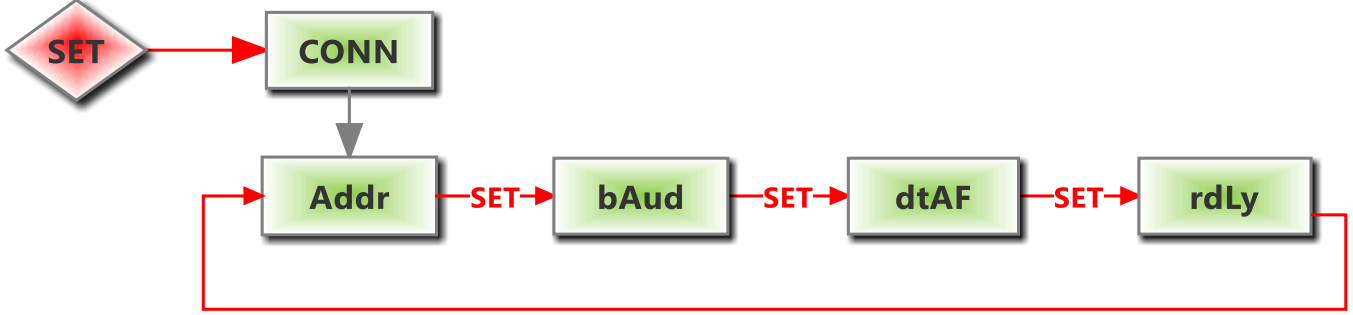 SET
CONN
Addr
SET
bAud
SET
dtAF
SET
rdLy